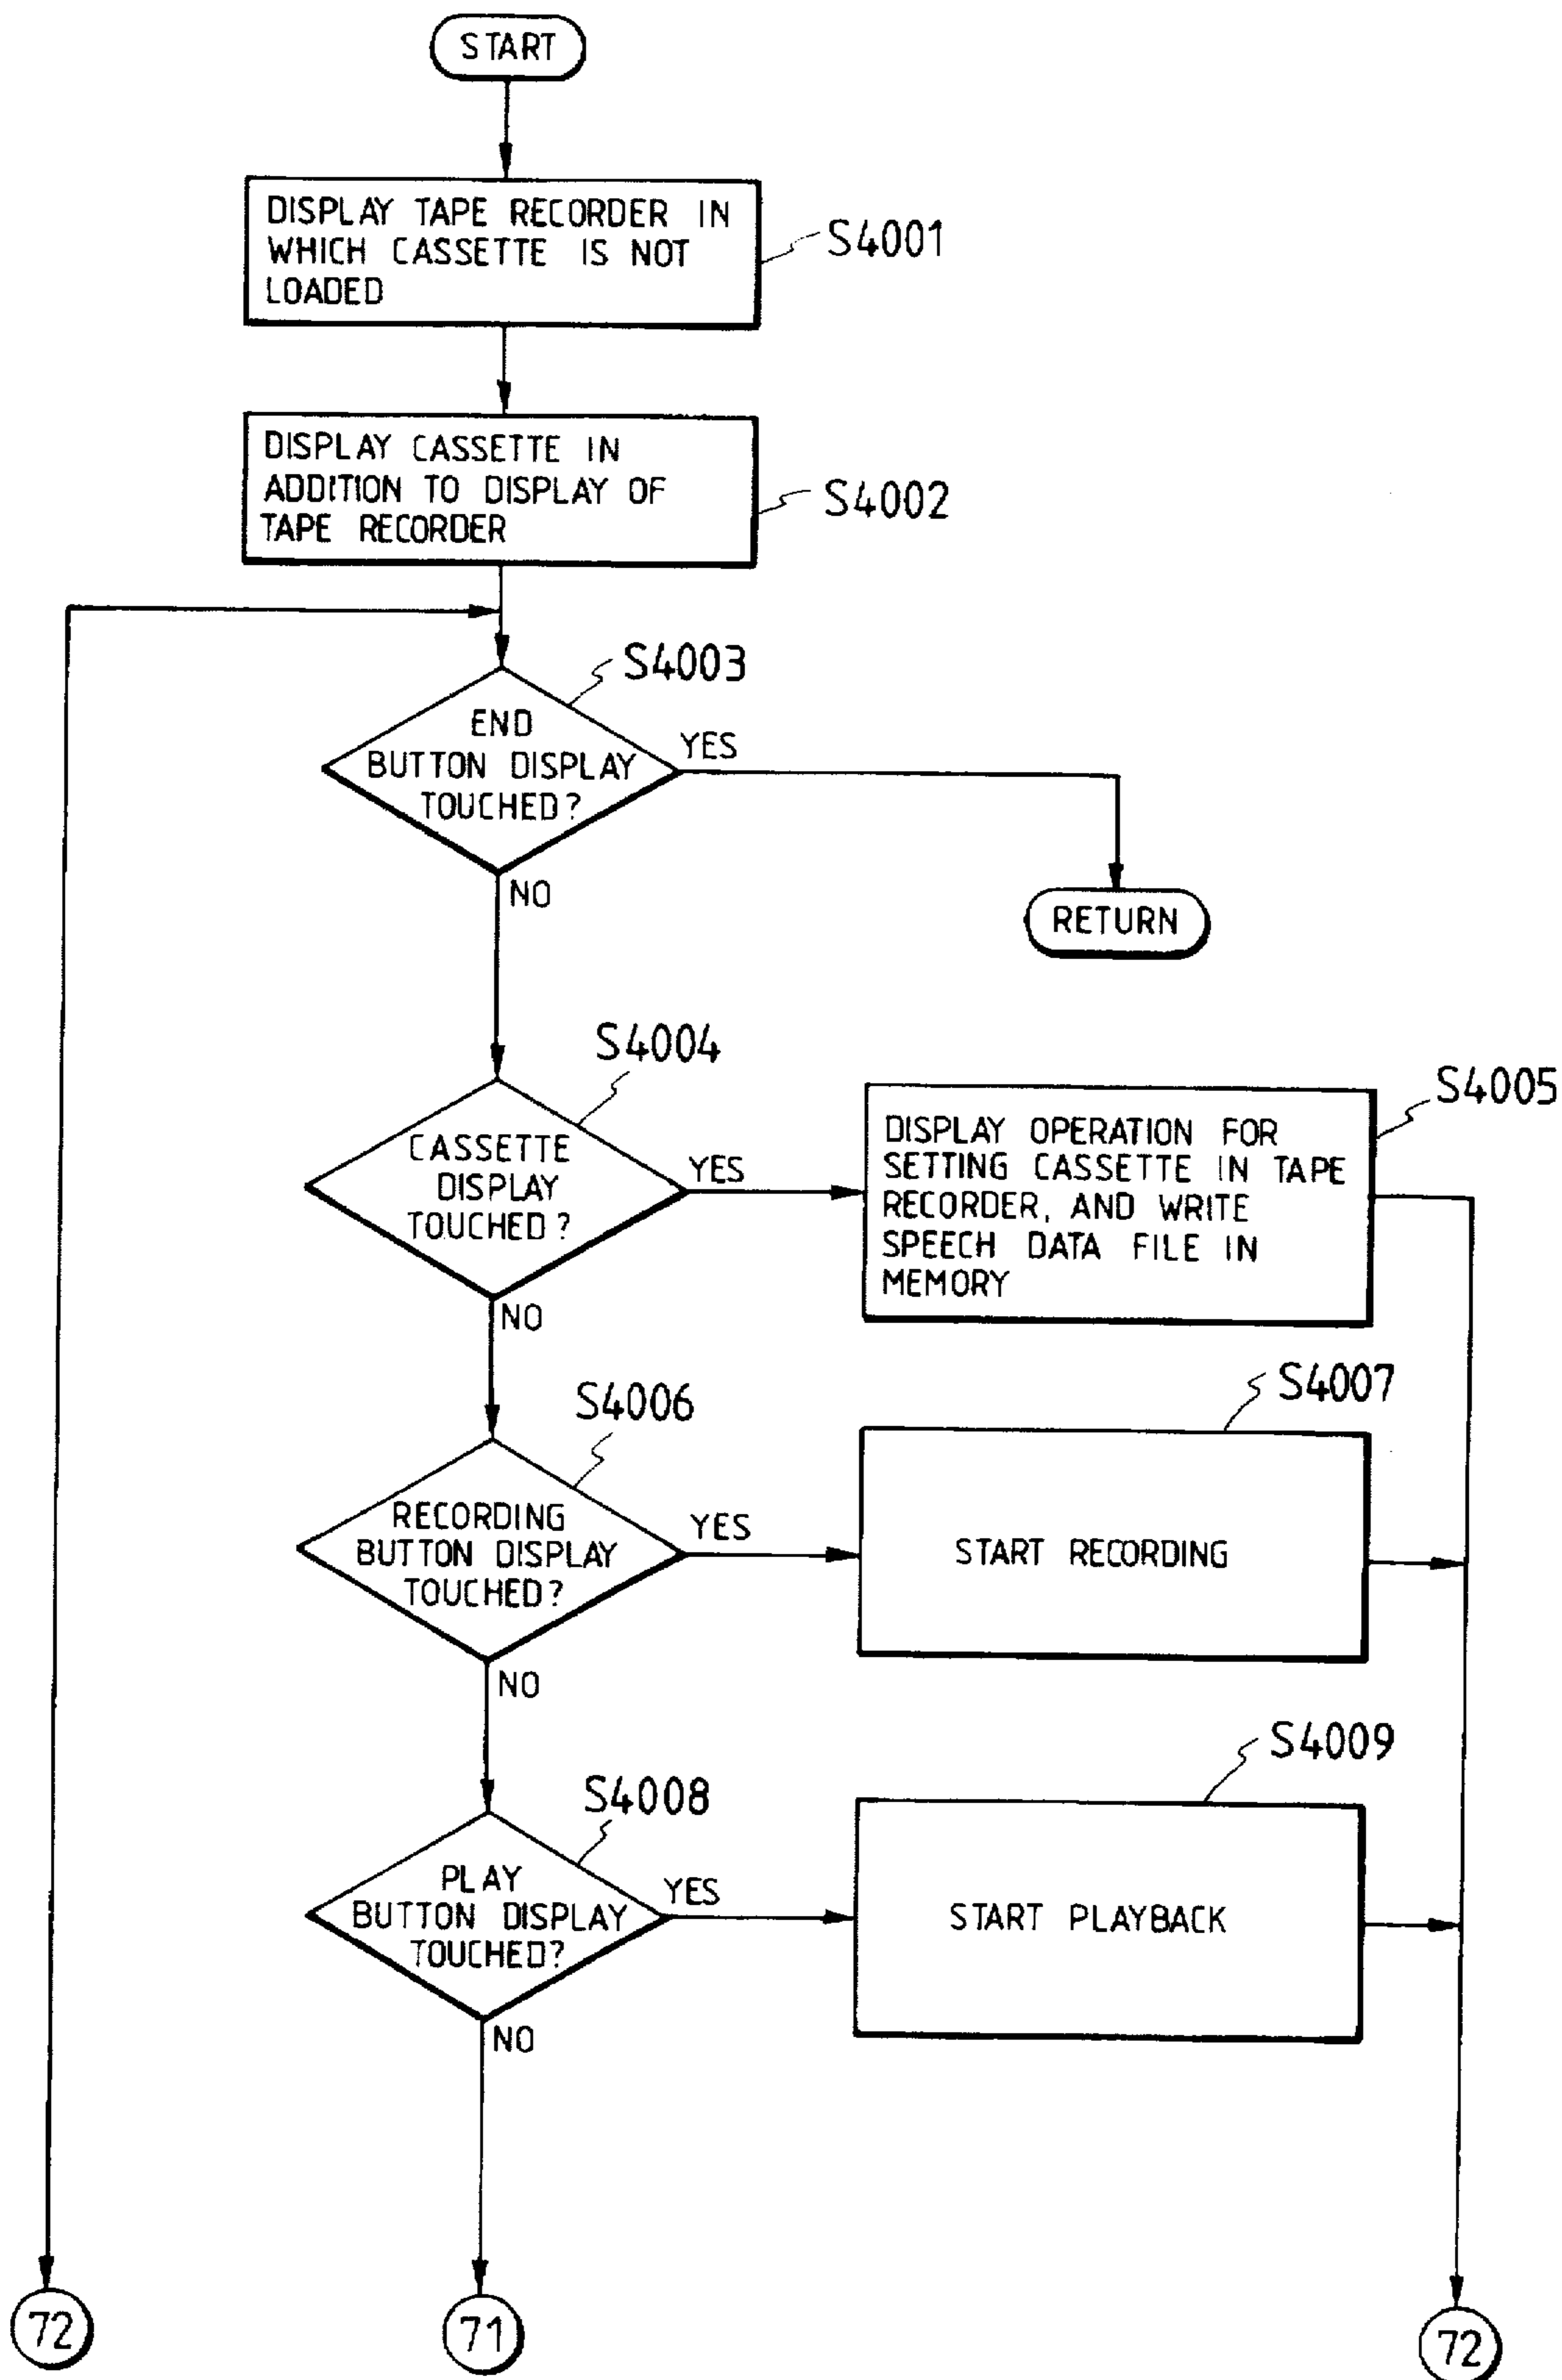 START
DISPLAY TAPE RECORDER IN
WHICH CASSETTE IS NOT
LOADED
S4001
DISPLAY CASSETTE IN
ADDITION TO DISPLAY OF
TAPE RECORDER
S4002
S4003
END
BUTTON DISPLAY
TOUCHED?
YES
NO
RETURN
S4004
CASSETTE
DISPLAY
TOUCHED?
YES
NO
S4005
DISPLAY OPERATION FOR
SETTING CASSETTE IN TAPE
RECORDER, AND WRITE
SPEECH DATA FILE IN
MEMORY
S4006
RECORDING
BUTTON DISPLAY
TOUCHED?
YES
NO
S4007
START RECORDING
S4008
PLAY
BUTTON DISPLAY
TOUCHED?
YES
NO
S4009
START PLAYBACK
72
71
72